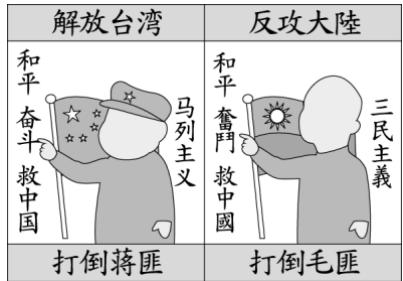 解放台湾
和平 奋斗 救中国
马列主义
打倒蒋匪
反攻大陸
和平 奮鬥 救中國
三民主義
打倒毛匪